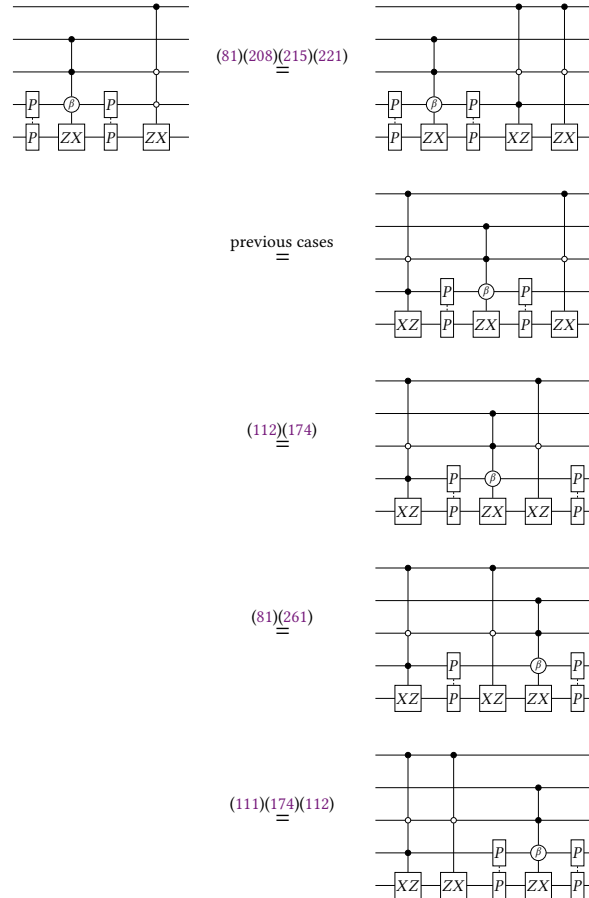 (81)(208)(215)(221)
=
P β P
P ZX P ZX
P β P
P ZX P XZ ZX
previous cases
=
P β P
XZ P ZX P ZX
(112)(174)
=
P β P
XZ P ZX XZ P
(81)(261)
=
P β P
XZ P XZ ZX P
(111)(174)(112)
=
P β P
XZ ZX P ZX P